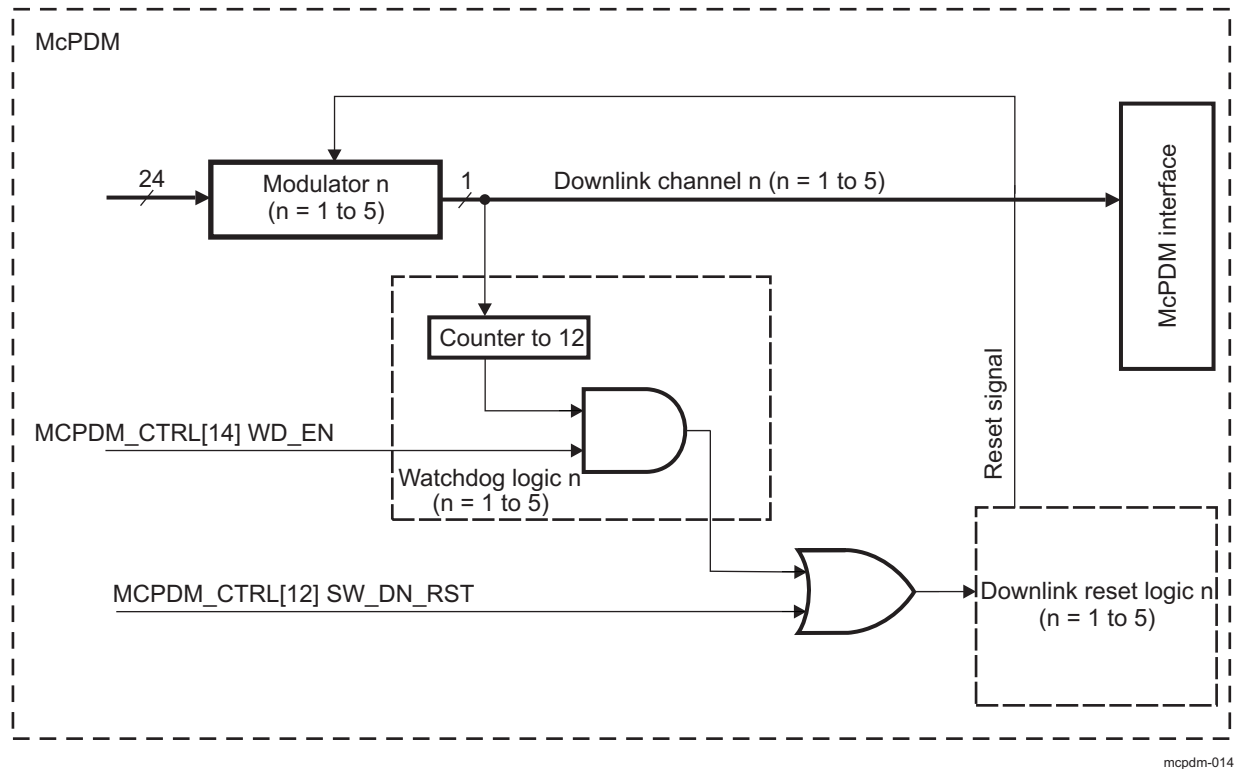 McPDM
24
Modulator n
(n = 1 to 5)
1
Downlink channel n (n = 1 to 5)
McPDM interface
Counter to 12
MCPDM_CTRL[14] WD_EN
Watchdog logic n
(n = 1 to 5)
Reset signal
MCPDM_CTRL[12] SW_DN_RST
Downlink reset logic n
(n = 1 to 5)
mcpdm-014